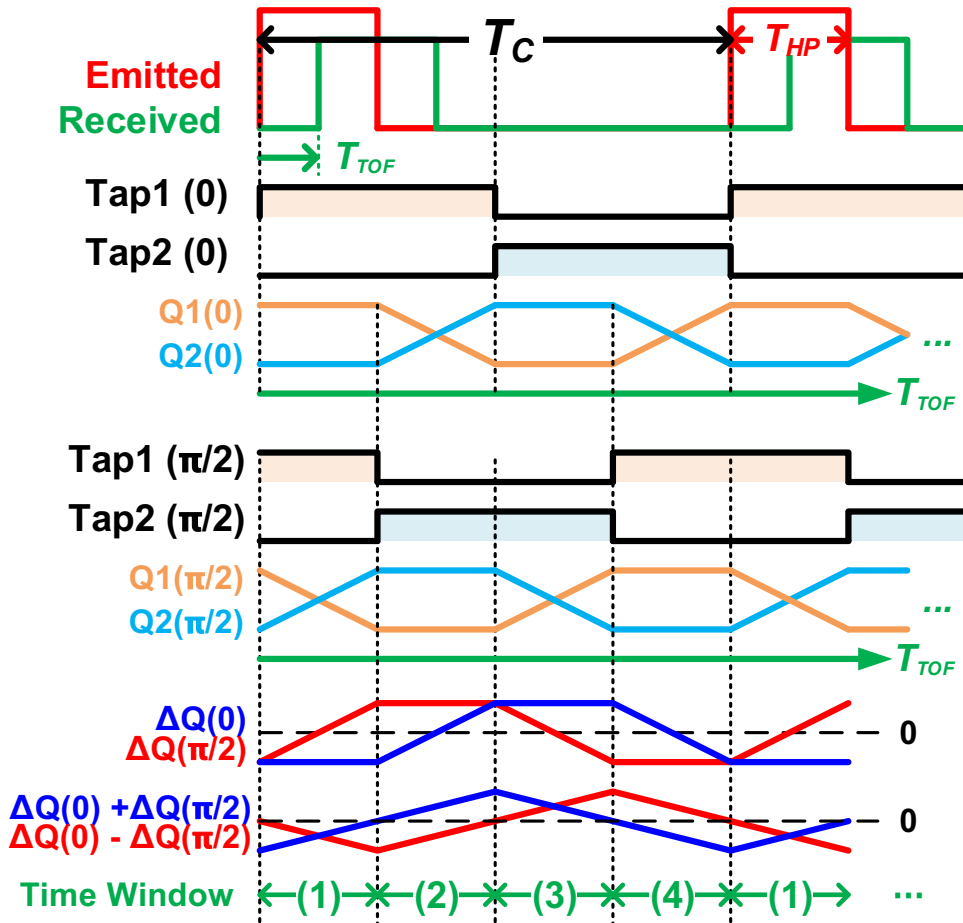 T_C
T_HP
Emitted
Received
T_TOF
Tap1 (0)
Tap2 (0)
Q1(0)
Q2(0)
...
T_TOF
Tap1 (π/2)
Tap2 (π/2)
Q1(π/2)
Q2(π/2)
...
T_TOF
ΔQ(0)
ΔQ(π/2)
0
ΔQ(0) +ΔQ(π/2)
ΔQ(0) - ΔQ(π/2)
0
Time Window (1) (2) (3) (4) (1) ...